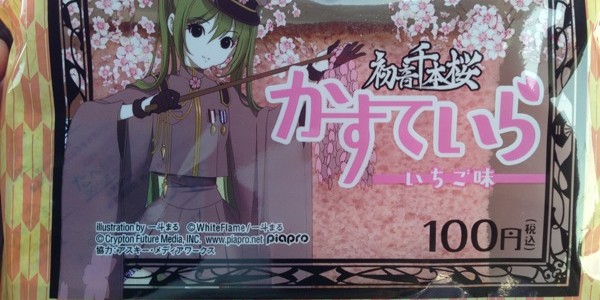 初音千本桜
かすていら
いちご味
100円(税込)
Illustration by 一斗まる ©WhiteFlame/一斗まる
©Crypton Future Media, INC. www.piapro.net piapro
協力:アスキー・メディアワークス